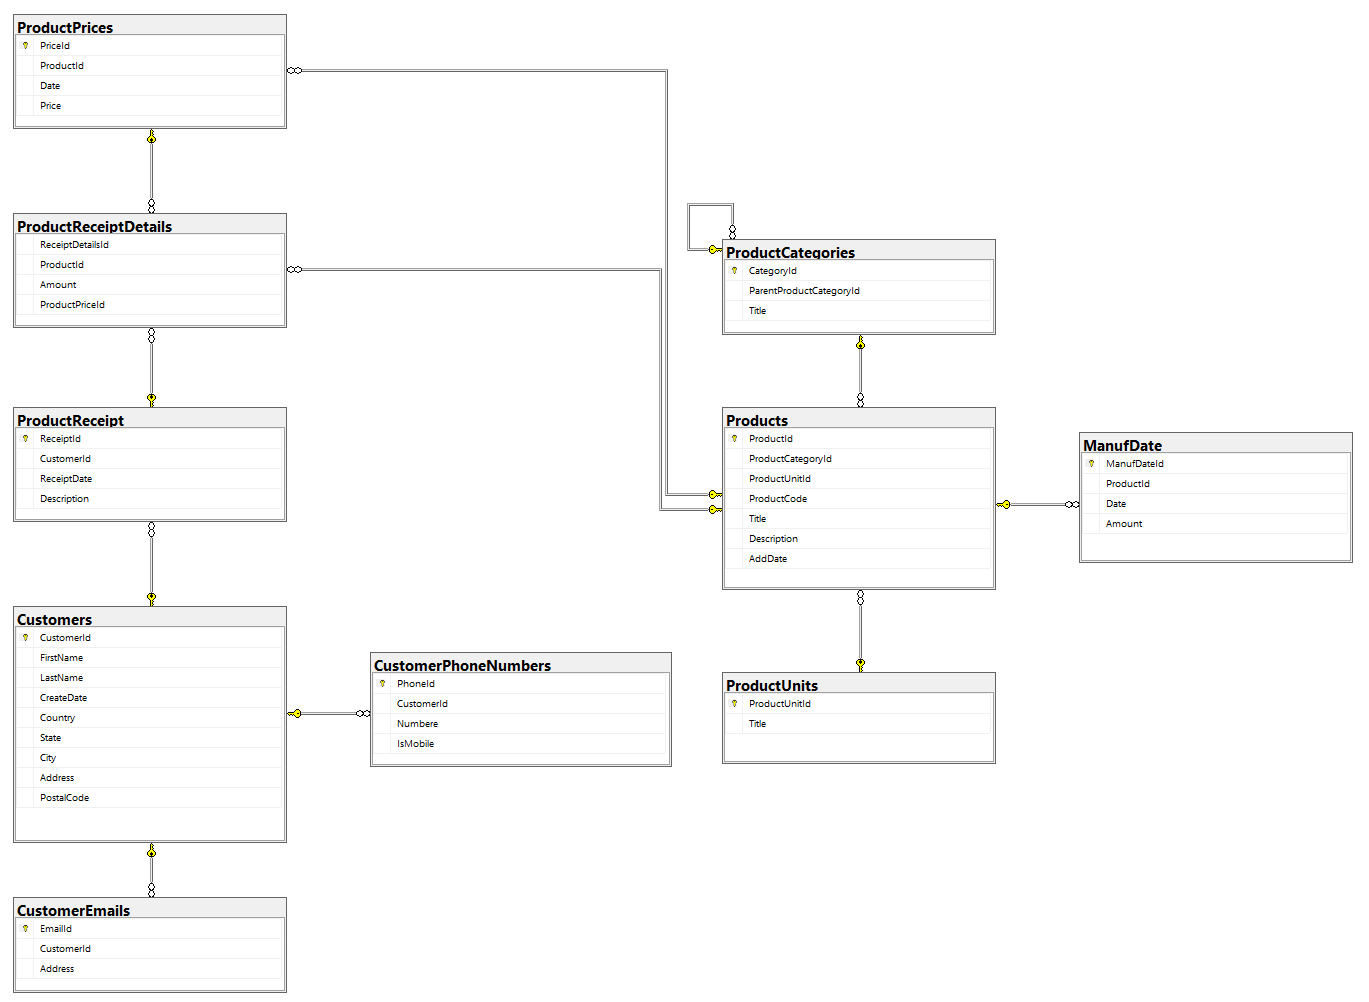 ProductPrices
PriceId
ProductId
Date
Price
ProductReceiptDetails
ReceiptDetailsId
ProductId
Amount
ProductPriceId
ProductReceipt
ReceiptId
CustomerId
ReceiptDate
Description
Customers
CustomerId
FirstName
LastName
CreateDate
Country
State
City
Address
PostalCode
CustomerEmails
EmailId
CustomerId
Address
CustomerPhoneNumbers
PhoneId
CustomerId
Numbere
IsMobile
ProductCategories
CategoryId
ParentProductCategoryId
Title
Products
ProductId
ProductCategoryId
ProductUnitId
ProductCode
Title
Description
AddDate
ProductUnits
ProductUnitId
Title
ManufDate
ManufDateId
ProductId
Date
Amount